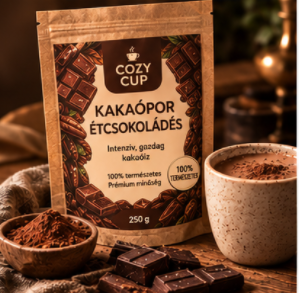 COZY
CUP
KAKAÓPOR
ÉTCSOKOLÁDÉS
Intenzív, gazdag
kakaóíz
100% természetes
Prémium minőség
100%
TERMÉSZETES
250 g